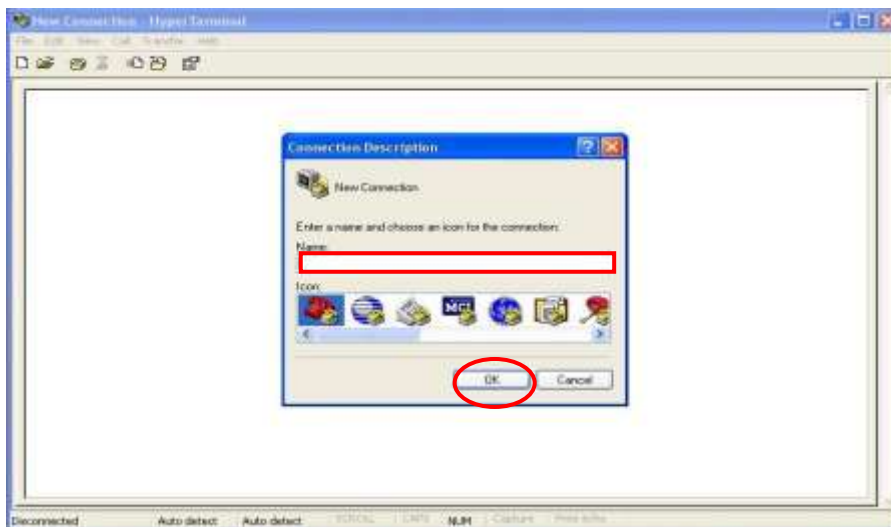 New Connection - HyperTerminal
File Edit View Call Transfer Help
Connection Description
New Connection
Enter a name and choose an icon for the connection:
Name:
Icon:
MCI
OK Cancel
Disconnected Auto detect Auto detect SCROLL CAPS NUM Capture Print echo